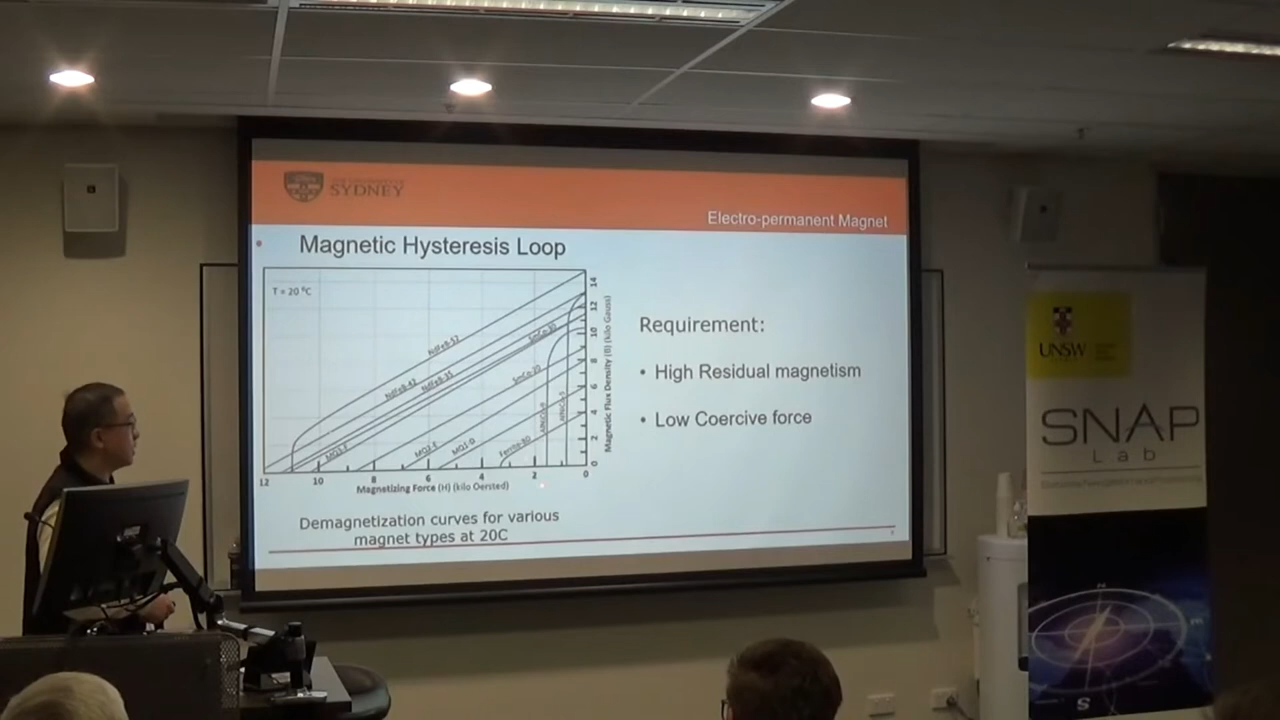 THE UNIVERSITY OF
SYDNEY
Electro-permanent Magnet
Magnetic Hysteresis Loop
T = 20 °C
NdFeB-52
NdFeB-42
NdFeB-35
SmCo-30
SmCo-20
MQ3-F
MQ2-E
MQ1-D
Ferrite-30
12
10
8
6
4
2
0
14
12
10
8
6
4
2
0
Magnetic Flux Density (B) (kilo Gauss)
Magnetizing Force (H) (kilo Oersted)
Demagnetization curves for various
magnet types at 20C
Requirement:
• High Residual magnetism
• Low Coercive force
UNSW
SNAP
Lab
N
E
S